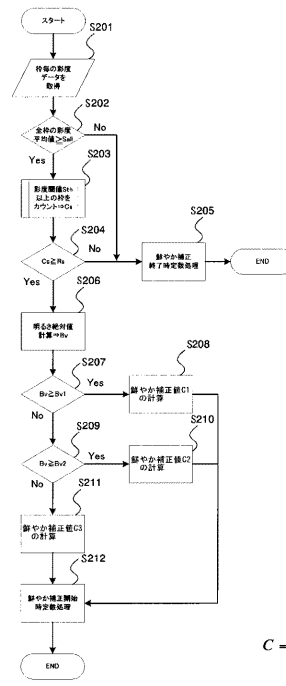 スタート
S201
枠毎の彩度
データを
取得
S202
全枠の彩度
平均値≧Sall
No
Yes
S203
彩度閾値Sth
以上の枠を
カウント⇒Cs
S204
Cs≧Rs
No
Yes
S205
鮮やか補正
終了時定数処理
END
S206
明るさ絶対値
計算⇒Bv
S207
Bv≧Bv1
Yes
No
S208
鮮やか補正値C1
の計算
S209
Bv≧Bv2
Yes
No
S210
鮮やか補正値C2
の計算
S211
鮮やか補正値C3
の計算
S212
鮮やか補正開始
時定数処理
END
C =